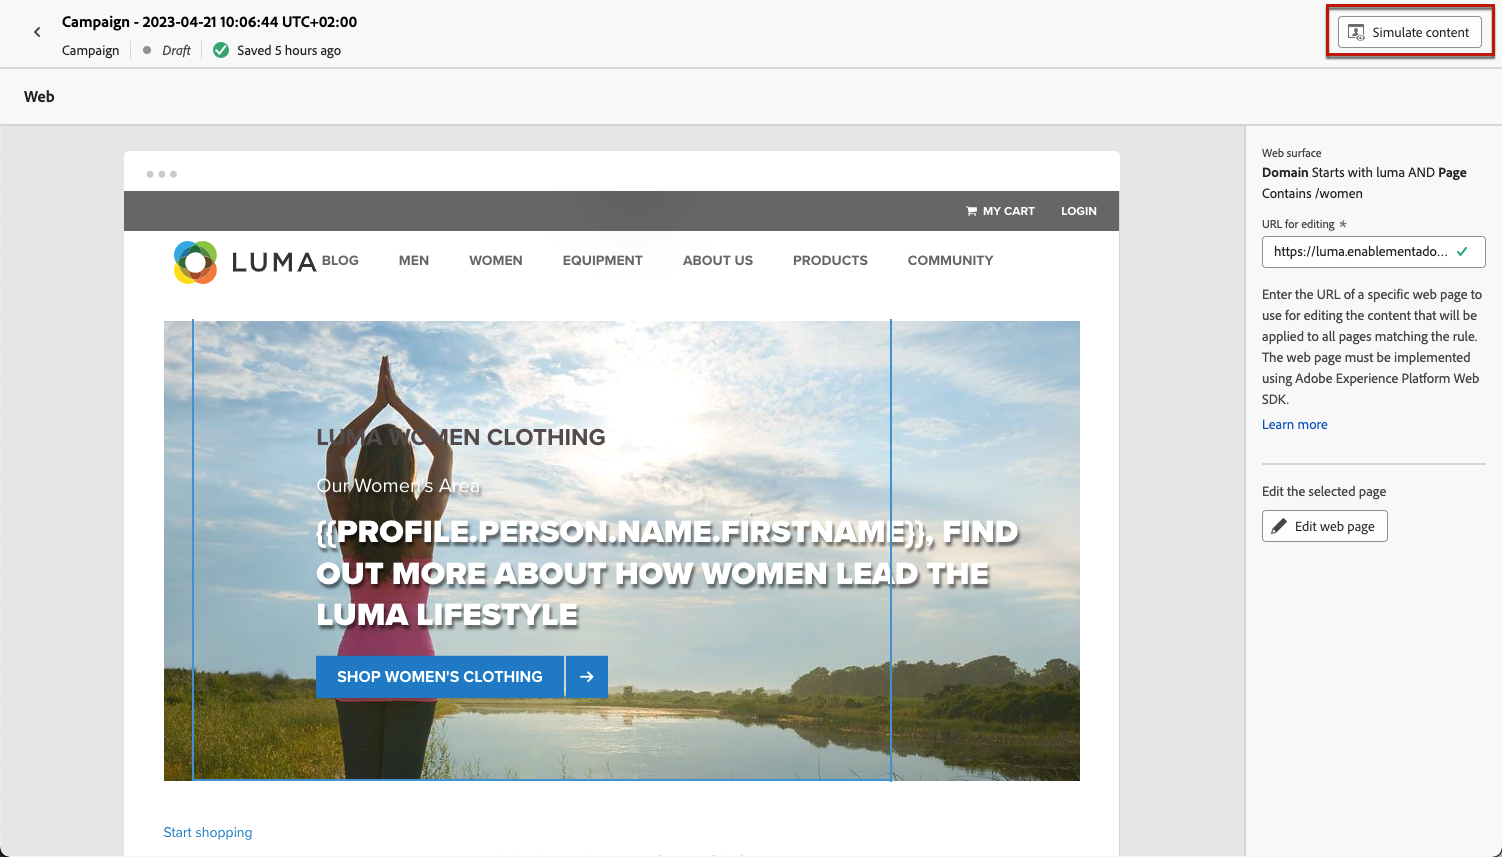 Campaign - 2023-04-21 10:06:44 UTC+02:00
Campaign Draft Saved 5 hours ago
Simulate content
Web
MY CART LOGIN
LUMA BLOG MEN WOMEN EQUIPMENT ABOUT US PRODUCTS COMMUNITY
LUMA WOMEN CLOTHING
Our Women's Area
{{PROFILE.PERSON.NAME.FIRSTNAME}}, FIND
OUT MORE ABOUT HOW WOMEN LEAD THE
LUMA LIFESTYLE
SHOP WOMEN'S CLOTHING
Start shopping
Web surface
Domain Starts with luma AND Page
Contains /women
URL for editing *
https://luma.enablementado...
Enter the URL of a specific web page to
use for editing the content that will be
applied to all pages matching the rule.
The web page must be implemented
using Adobe Experience Platform Web
SDK.
Learn more
Edit the selected page
Edit web page